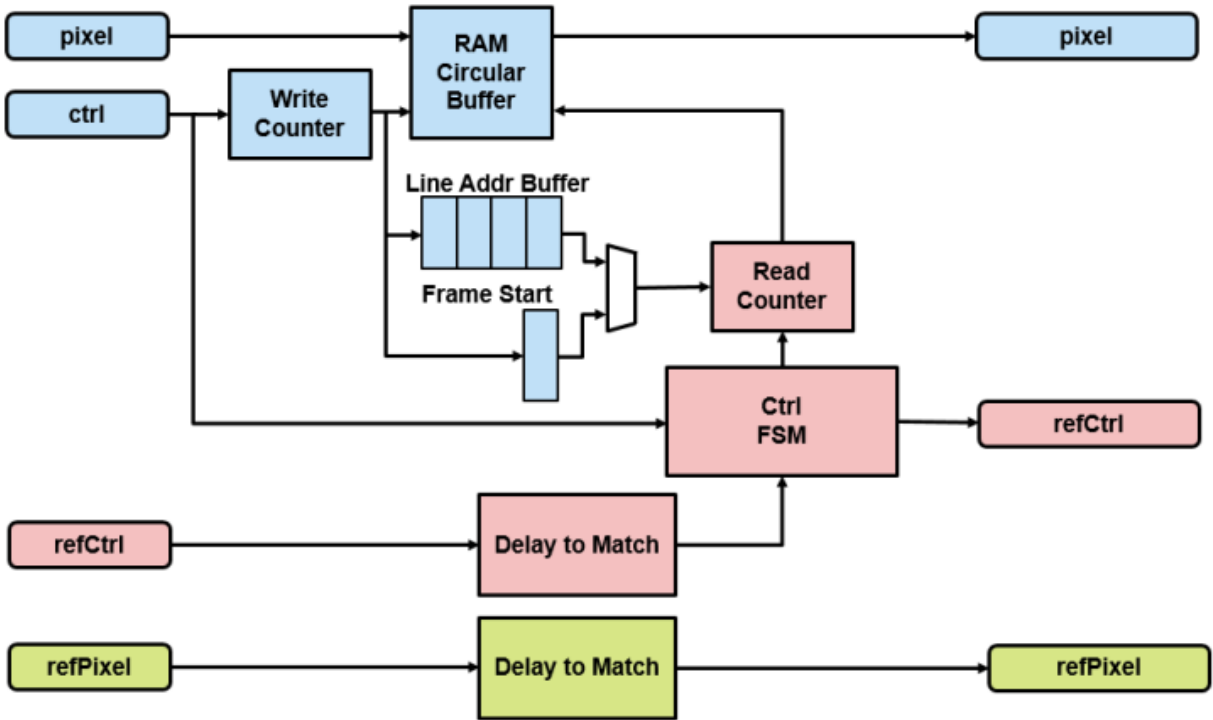 pixel
RAM
Circular
Buffer
pixel
ctrl
Write
Counter
Line Addr Buffer
Frame Start
Read
Counter
Ctrl
FSM
refCtrl
refCtrl
Delay to Match
refPixel
Delay to Match
refPixel